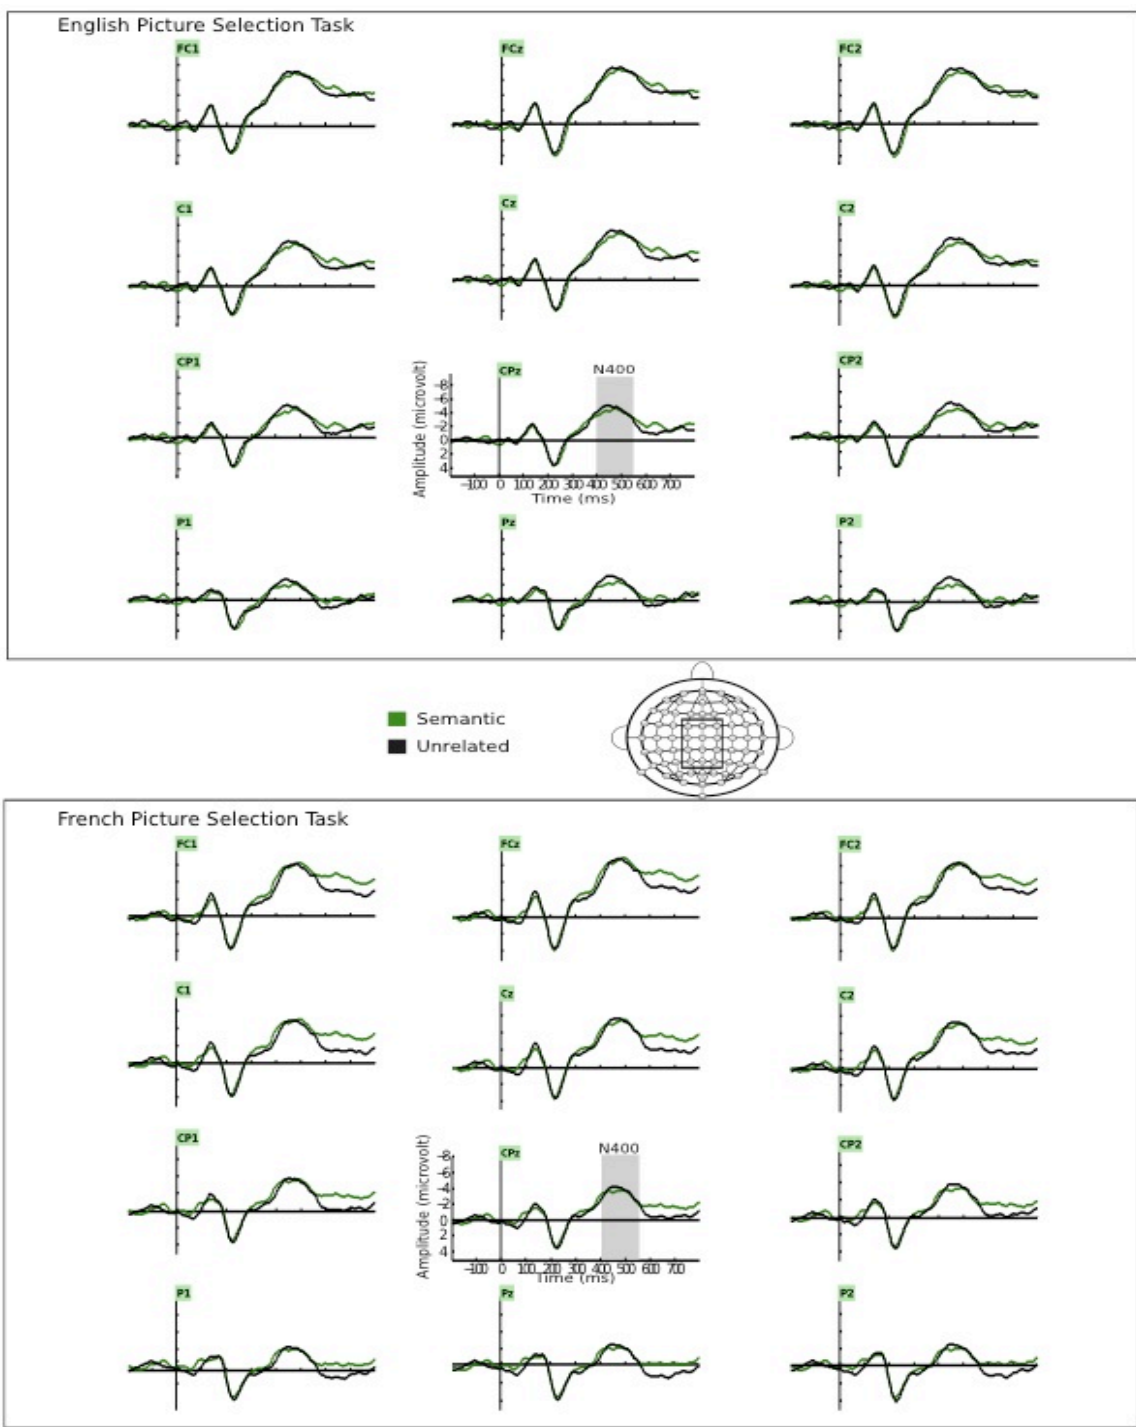 English Picture Selection Task
FC1 FCz FC2
C1 Cz C2
CP1 CPz N400 CP2
Amplitude (microvolt)
-8
-6
-4
-2
0
2
4
-100 0 100 200 300 400 500 600 700
Time (ms)
P1 Pz P2
Semantic
Unrelated
French Picture Selection Task
FC1 FCz FC2
C1 Cz C2
CP1 CPz N400 CP2
Amplitude (microvolt)
-8
-6
-4
-2
0
2
4
-100 0 100 200 300 400 500 600 700
Time (ms)
P1 Pz P2